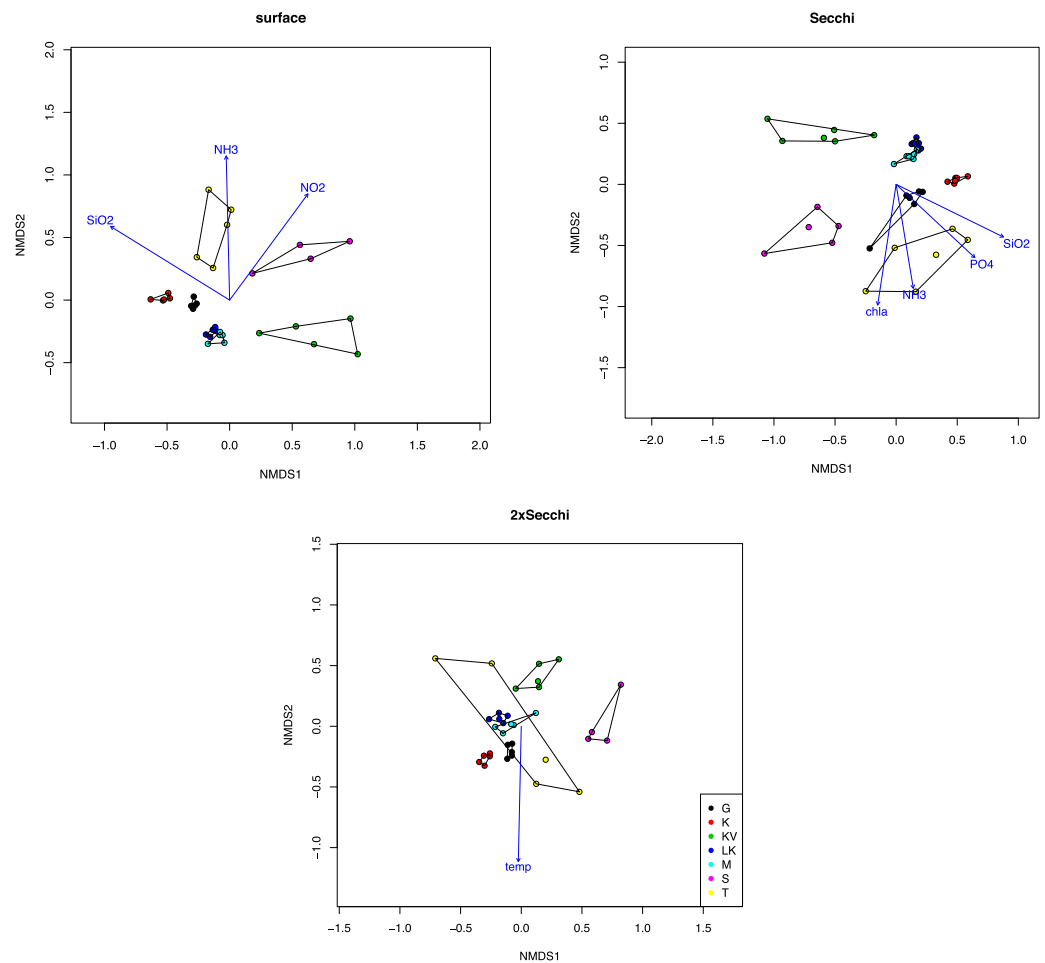 surface
2.0
1.5
1.0
0.5
0.0
−0.5
NMDS2
NH3
NO2
SiO2
−1.0 −0.5 0.0 0.5 1.0 1.5 2.0
NMDS1
Secchi
1.0
0.5
0.0
−0.5
−1.0
−1.5
NMDS2
SiO2
PO4
NH3
chla
−2.0 −1.5 −1.0 −0.5 0.0 0.5 1.0
NMDS1
2xSecchi
1.5
1.0
0.5
0.0
−0.5
−1.0
NMDS2
temp
G
K
KV
LK
M
S
T
−1.5 −1.0 −0.5 0.0 0.5 1.0 1.5
NMDS1